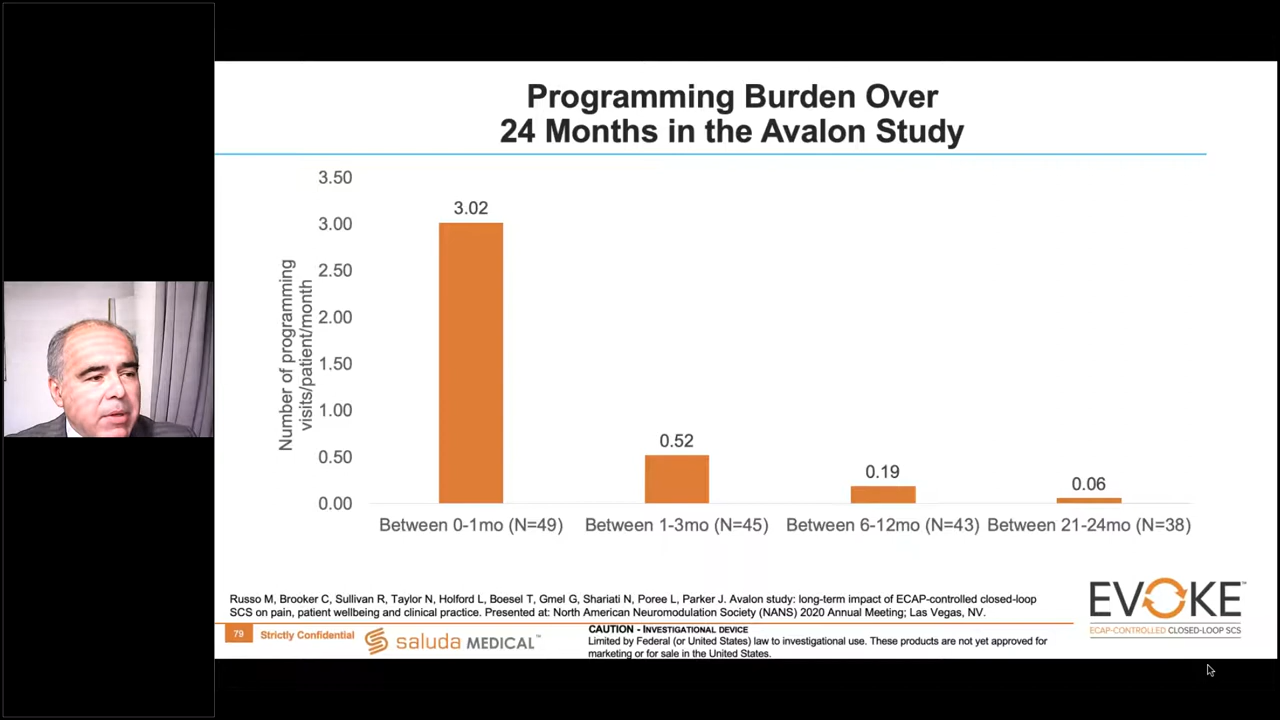 Programming Burden Over
24 Months in the Avalon Study
Number of programming
visits/patient/month
3.50
3.00
2.50
2.00
1.50
1.00
0.50
0.00
3.02
0.52
0.19
0.06
Between 0-1mo (N=49)
Between 1-3mo (N=45)
Between 6-12mo (N=43)
Between 21-24mo (N=38)
Russo M, Brooker C, Sullivan R, Taylor N, Holford L, Boesel T, Gmel G, Shariati N, Poree L, Parker J. Avalon study: long-term impact of ECAP-controlled closed-loop
SCS on pain, patient wellbeing and clinical practice. Presented at: North American Neuromodulation Society (NANS) 2020 Annual Meeting; Las Vegas, NV.
79
Strictly Confidential
saluda MEDICAL™
CAUTION - INVESTIGATIONAL DEVICE
Limited by Federal (or United States) law to investigational use. These products are not yet approved for
marketing or for sale in the United States.
EVOKE™
ECAP-CONTROLLED CLOSED-LOOP SCS